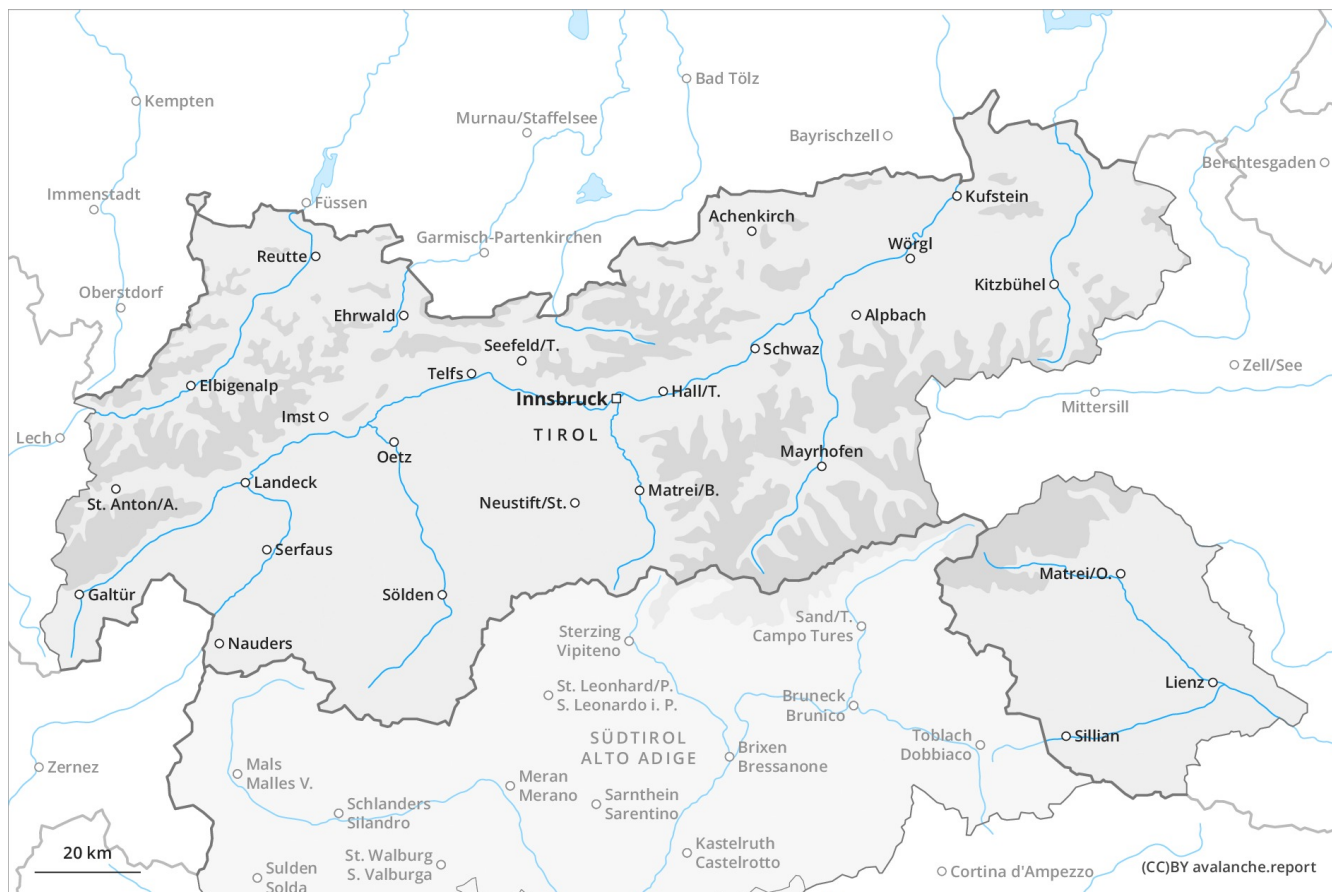 Bad Tölz
Kempten
Murnau/Staffelsee
Bayrischzell
Berchtesgaden
Immenstadt
Füssen
Kufstein
Achenkirch
Garmisch-Partenkirchen
Wörgl
Reutte
Kitzbühel
Oberstdorf
Ehrwald
Alpbach
Seefeld/T.
Schwaz
Zell/See
Telfs
Elbigenalp
Innsbruck
Hall/T.
Mittersill
Imst
TIROL
Lech
Oetz
Mayrhofen
Landeck
St. Anton/A.
Neustift/St.
Matrei/B.
Serfaus
Matrei/O.
Galtür
Sölden
Sand/T.
Campo Tures
Sterzing
Vipiteno
Nauders
Lienz
St. Leonhard/P.
S. Leonardo i. P.
Bruneck
Brunico
SÜDTIROL
ALTO ADIGE
Toblach
Dobbiaco
Sillian
Brixen
Bressanone
Zernez
Mals
Malles V.
Meran
Merano
Sarnthein
Sarentino
Schlanders
Silandro
Kastelruth
Castelrotto
20 km
St. Walburg
S. Valburga
Sulden
Solda
Cortina d'Ampezzo
(CC)BY avalanche.report